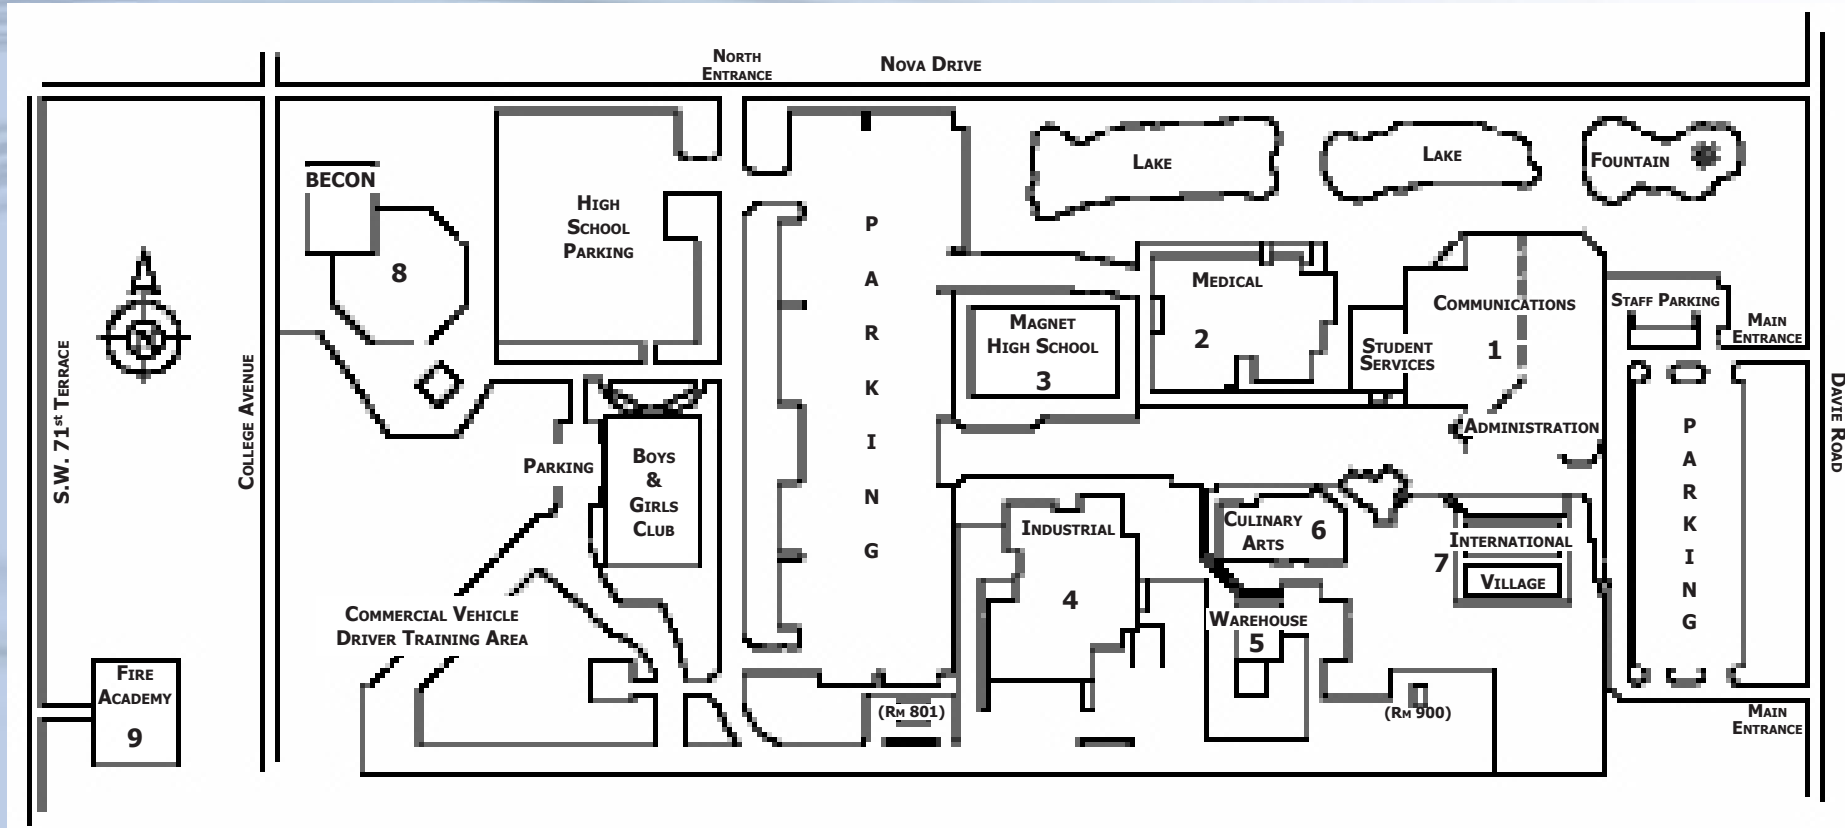 North
Entrance
Nova Drive
BECON
8
High
School
Parking
P
A
R
K
I
N
G
Lake
Lake
Fountain
Medical
2
Magnet
High School
3
Communications
1
Student
Services
Administration
Staff Parking
Main
Entrance
P
A
R
K
I
N
G
Davie Road
S.W. 71st Terrace
N
College Avenue
Parking
Boys
&
Girls
Club
Industrial
4
Culinary
Arts
6
International
7
Village
Warehouse
5
Commercial Vehicle
Driver Training Area
Fire
Academy
9
(Rm 801)
(Rm 900)
Main
Entrance